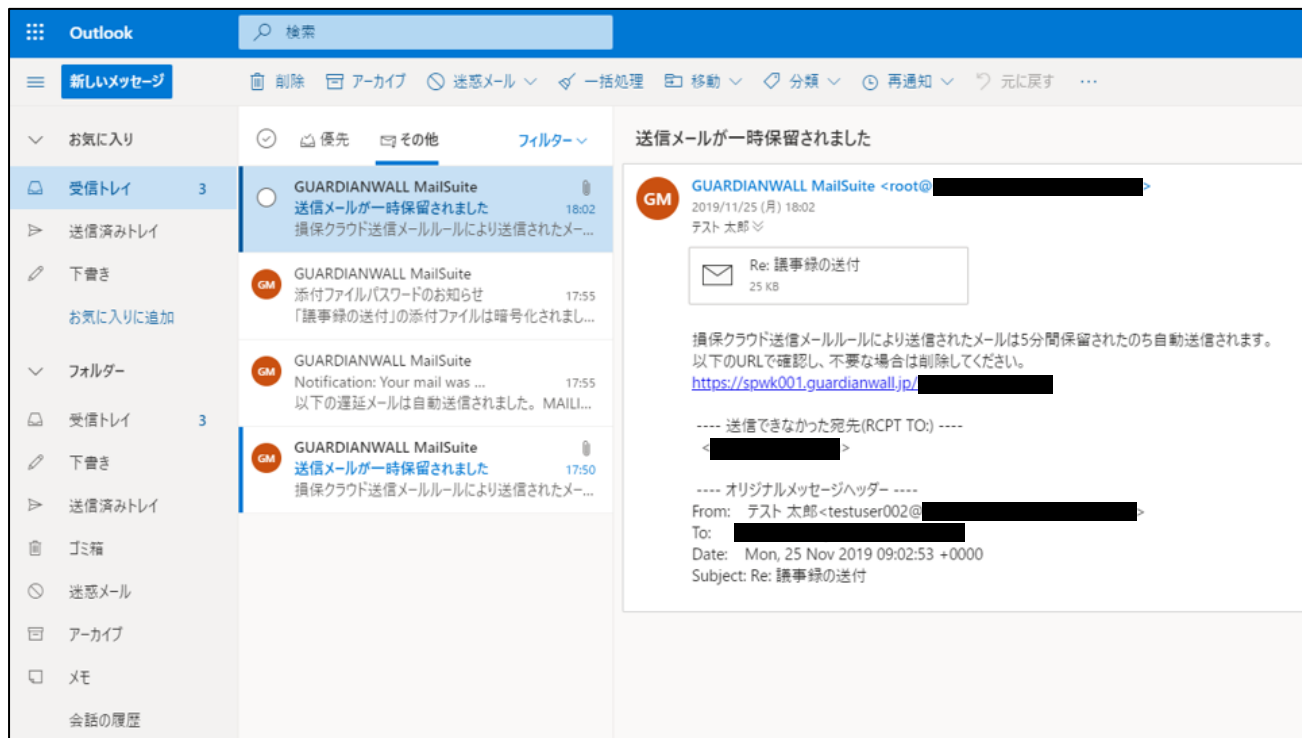 Outlook
検索
新しいメッセージ
削除 アーカイブ 迷惑メール 一括処理 移動 分類 再通知 元に戻す …
お気に入り
受信トレイ 3
送信済みトレイ
下書き
お気に入りに追加
フォルダー
受信トレイ 3
下書き
送信済みトレイ
ゴミ箱
迷惑メール
アーカイブ
メモ
会話の履歴
優先 その他 フィルター
GUARDIANWALL MailSuite
送信メールが一時保留されました 18:02
損保クラウド送信メールルールにより送信されたメー...
GM
GUARDIANWALL MailSuite
添付ファイルパスワードのお知らせ 17:55
「議事録の送付」の添付ファイルは暗号化されまし...
GM
GUARDIANWALL MailSuite
Notification: Your mail was ... 17:55
以下の遅延メールは自動送信されました。MAILI...
GM
GUARDIANWALL MailSuite
送信メールが一時保留されました 17:50
損保クラウド送信メールルールにより送信されたメー...
送信メールが一時保留されました
GM
GUARDIANWALL MailSuite <root@ >
2019/11/25 (月) 18:02
テスト 太郎
Re: 議事録の送付
25 KB
損保クラウド送信メールルールにより送信されたメールは5分間保留されたのち自動送信されます。
以下のURLで確認し、不要な場合は削除してください。
https://spwk001.guardianwall.jp/
---- 送信できなかった宛先(RCPT TO:) ----
< >
---- オリジナルメッセージヘッダー ----
From: テスト 太郎<testuser002@ >
To:
Date: Mon, 25 Nov 2019 09:02:53 +0000
Subject: Re: 議事録の送付